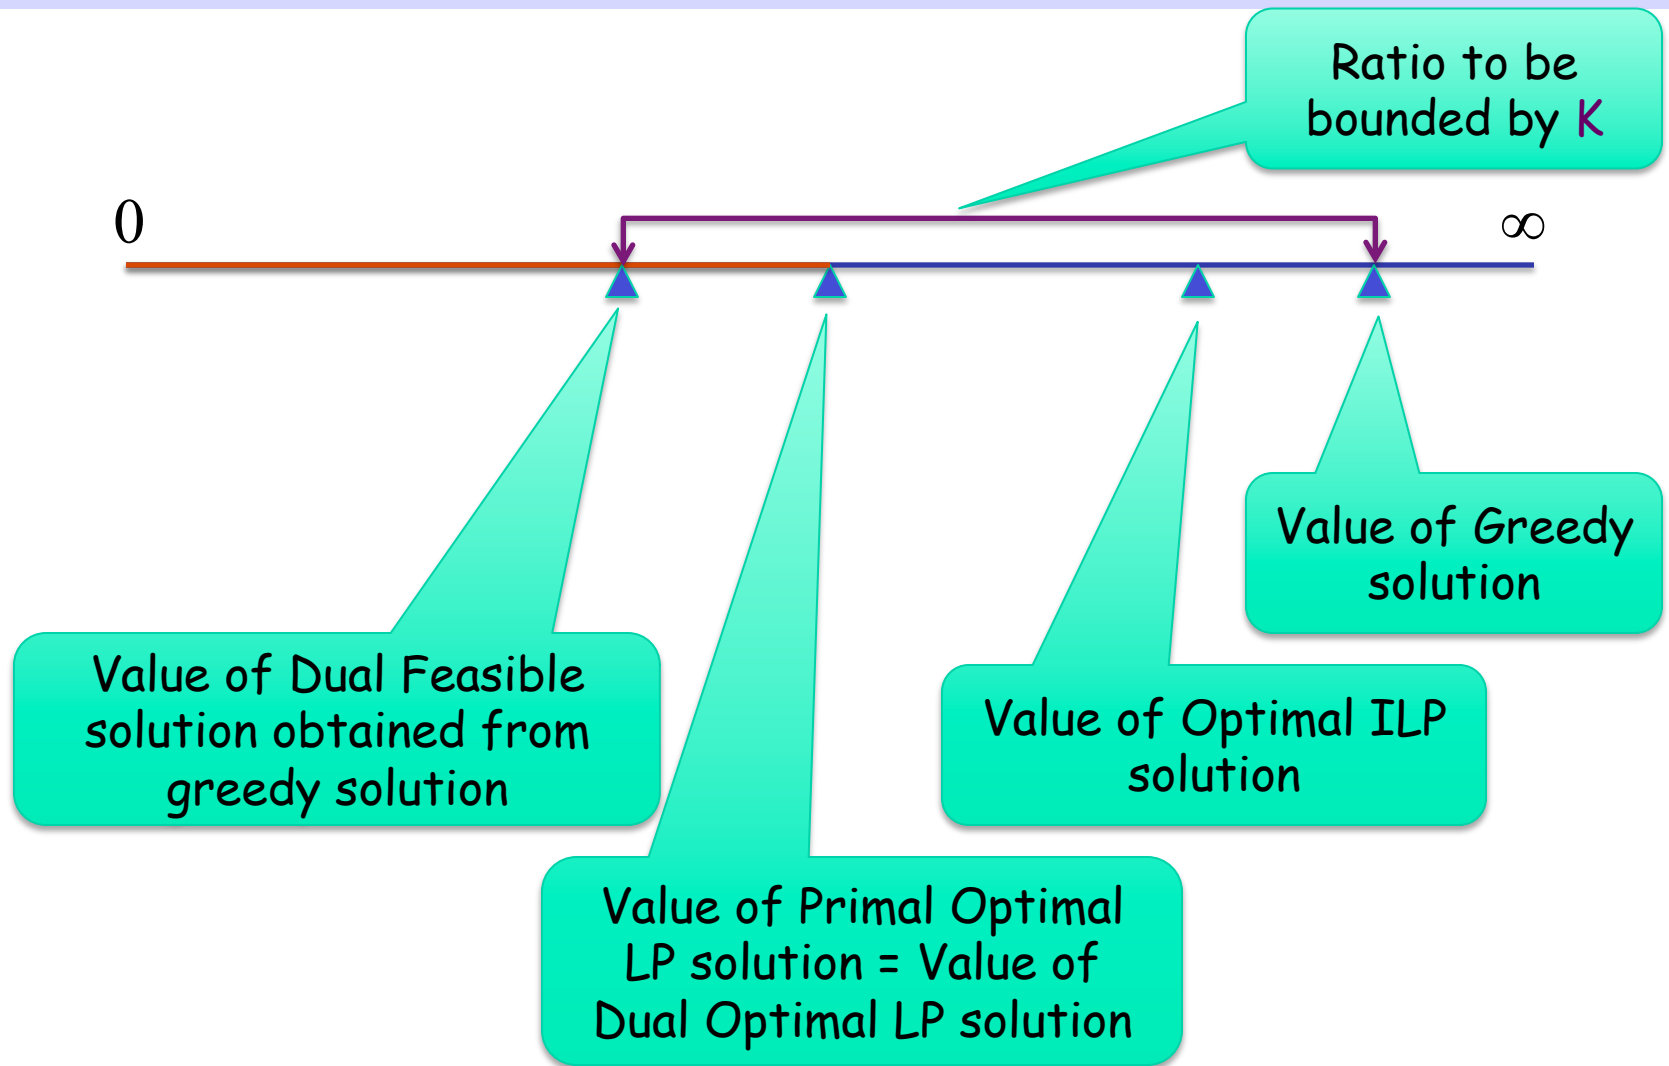 Ratio to be
bounded by K
0
∞
Value of Greedy
solution
Value of Dual Feasible
solution obtained from
greedy solution
Value of Optimal ILP
solution
Value of Primal Optimal
LP solution = Value of
Dual Optimal LP solution